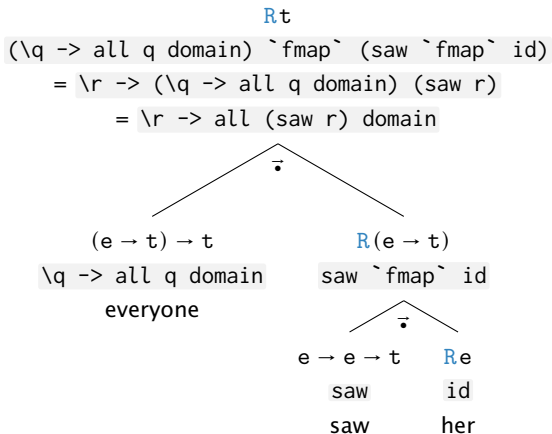 Rt
(\q -> all q domain) `fmap` (saw `fmap` id)
= \r -> (\q -> all q domain) (saw r)
= \r -> all (saw r) domain
•⃗
(e → t) → t R(e → t)
\q -> all q domain saw `fmap` id
everyone
•⃗
e → e → t Re
saw id
saw her